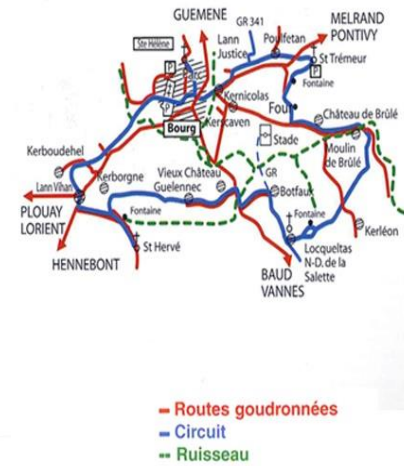 GUEMENE
GR 341
MELRAND
PONTIVY
Ste Hélène
Lann
Justice
Poulfetan
St Trémeur
P
P
Parc
Fontaine
Kernicolas
Four
SP
Bourg
Kerscaven
Stade
Château de Brûlé
Moulin
de Brûlé
Kerboudehel
Lann Vihan
Kerborgne
Vieux Château
Guelennec
GR
Botfaux
PLOUAY
LORIENT
Fontaine
Fontaine
Kerléon
St Hervé
HENNEBONT
Locqueltas
N-D. de la
Salette
BAUD
VANNES
Routes goudronnées
Circuit
Ruisseau